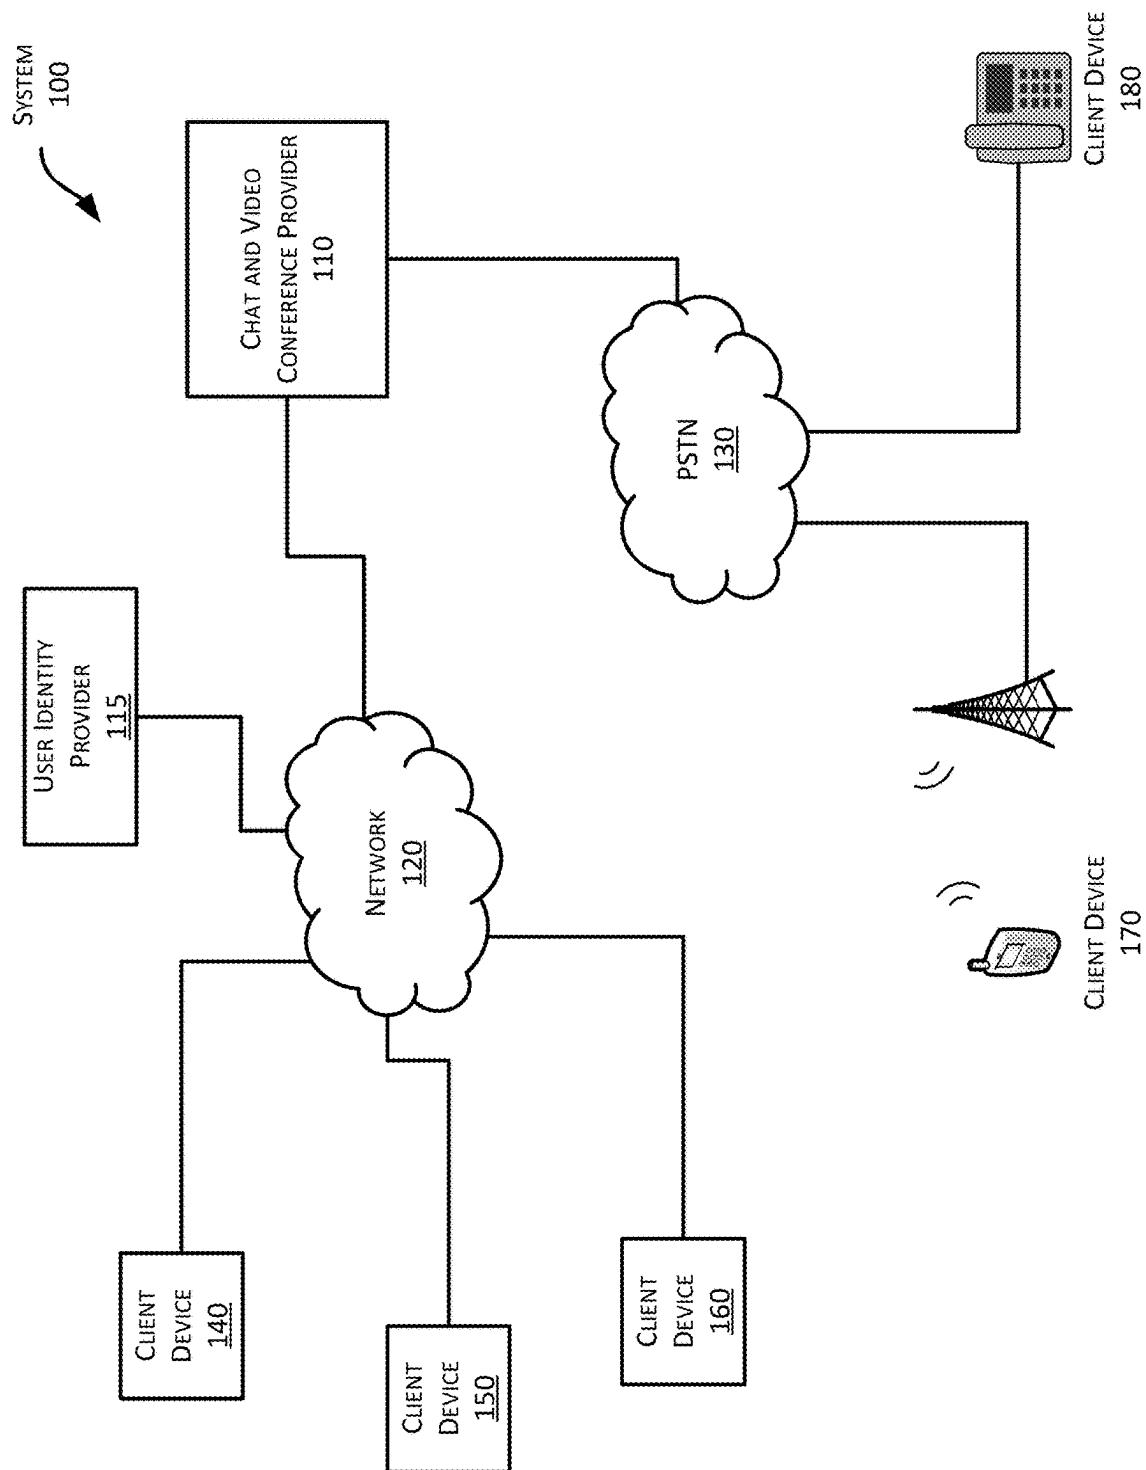 SYSTEM
100
USER IDENTITY
PROVIDER
115
CHAT AND VIDEO
CONFERENCE PROVIDER
110
CLIENT
DEVICE
140
NETWORK
120
CLIENT
DEVICE
150
PSTN
130
CLIENT
DEVICE
160
CLIENT DEVICE
170
CLIENT DEVICE
180